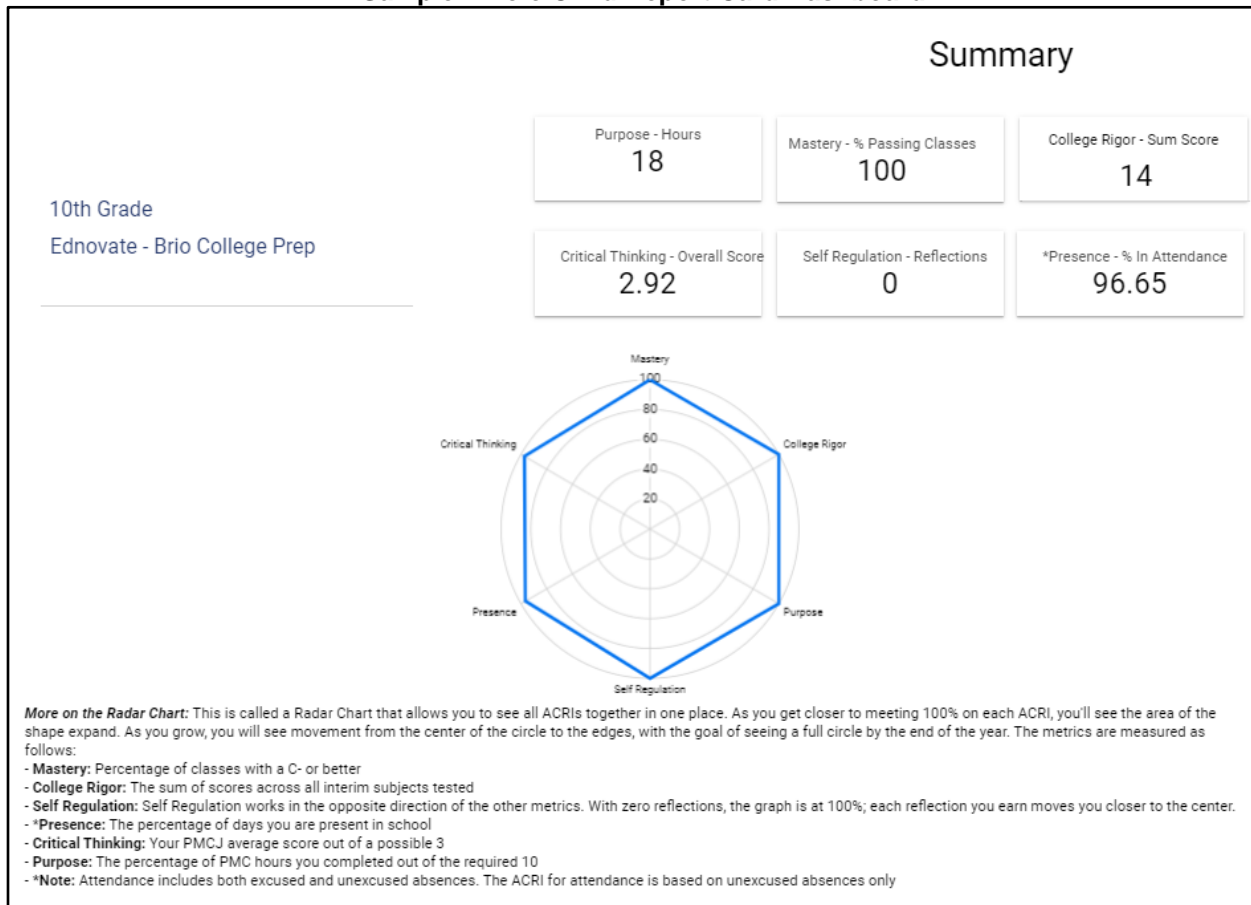 Summary
Purpose - Hours
18
Mastery - % Passing Classes
100
College Rigor - Sum Score
14
10th Grade
Ednovate - Brio College Prep
Critical Thinking - Overall Score
2.92
Self Regulation - Reflections
0
*Presence - % In Attendance
96.65
Mastery
100
80
60
40
20
Critical Thinking
College Rigor
Presence
Purpose
Self Regulation
More on the Radar Chart: This is called a Radar Chart that allows you to see all ACRIs together in one place. As you get closer to meeting 100% on each ACRI, you'll see the area of the
shape expand. As you grow, you will see movement from the center of the circle to the edges, with the goal of seeing a full circle by the end of the year. The metrics are measured as
follows:
- Mastery: Percentage of classes with a C- or better
- College Rigor: The sum of scores across all interim subjects tested
- Self Regulation: Self Regulation works in the opposite direction of the other metrics. With zero reflections, the graph is at 100%; each reflection you earn moves you closer to the center.
- *Presence: The percentage of days you are present in school
- Critical Thinking: Your PMCJ average score out of a possible 3
- Purpose: The percentage of PMC hours you completed out of the required 10
- *Note: Attendance includes both excused and unexcused absences. The ACRI for attendance is based on unexcused absences only